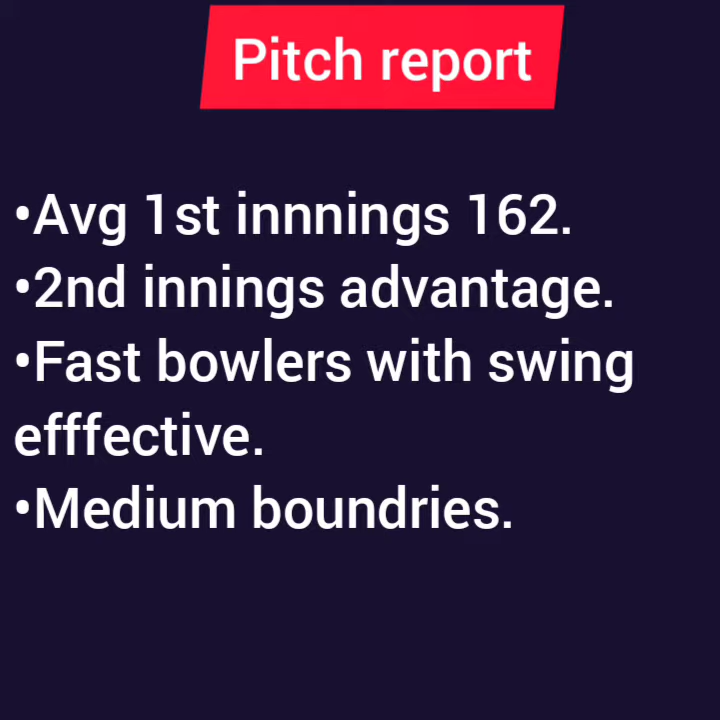 Pitch report
•Avg 1st innnings 162.
•2nd innings advantage.
•Fast bowlers with swing
efffective.
•Medium boundries.